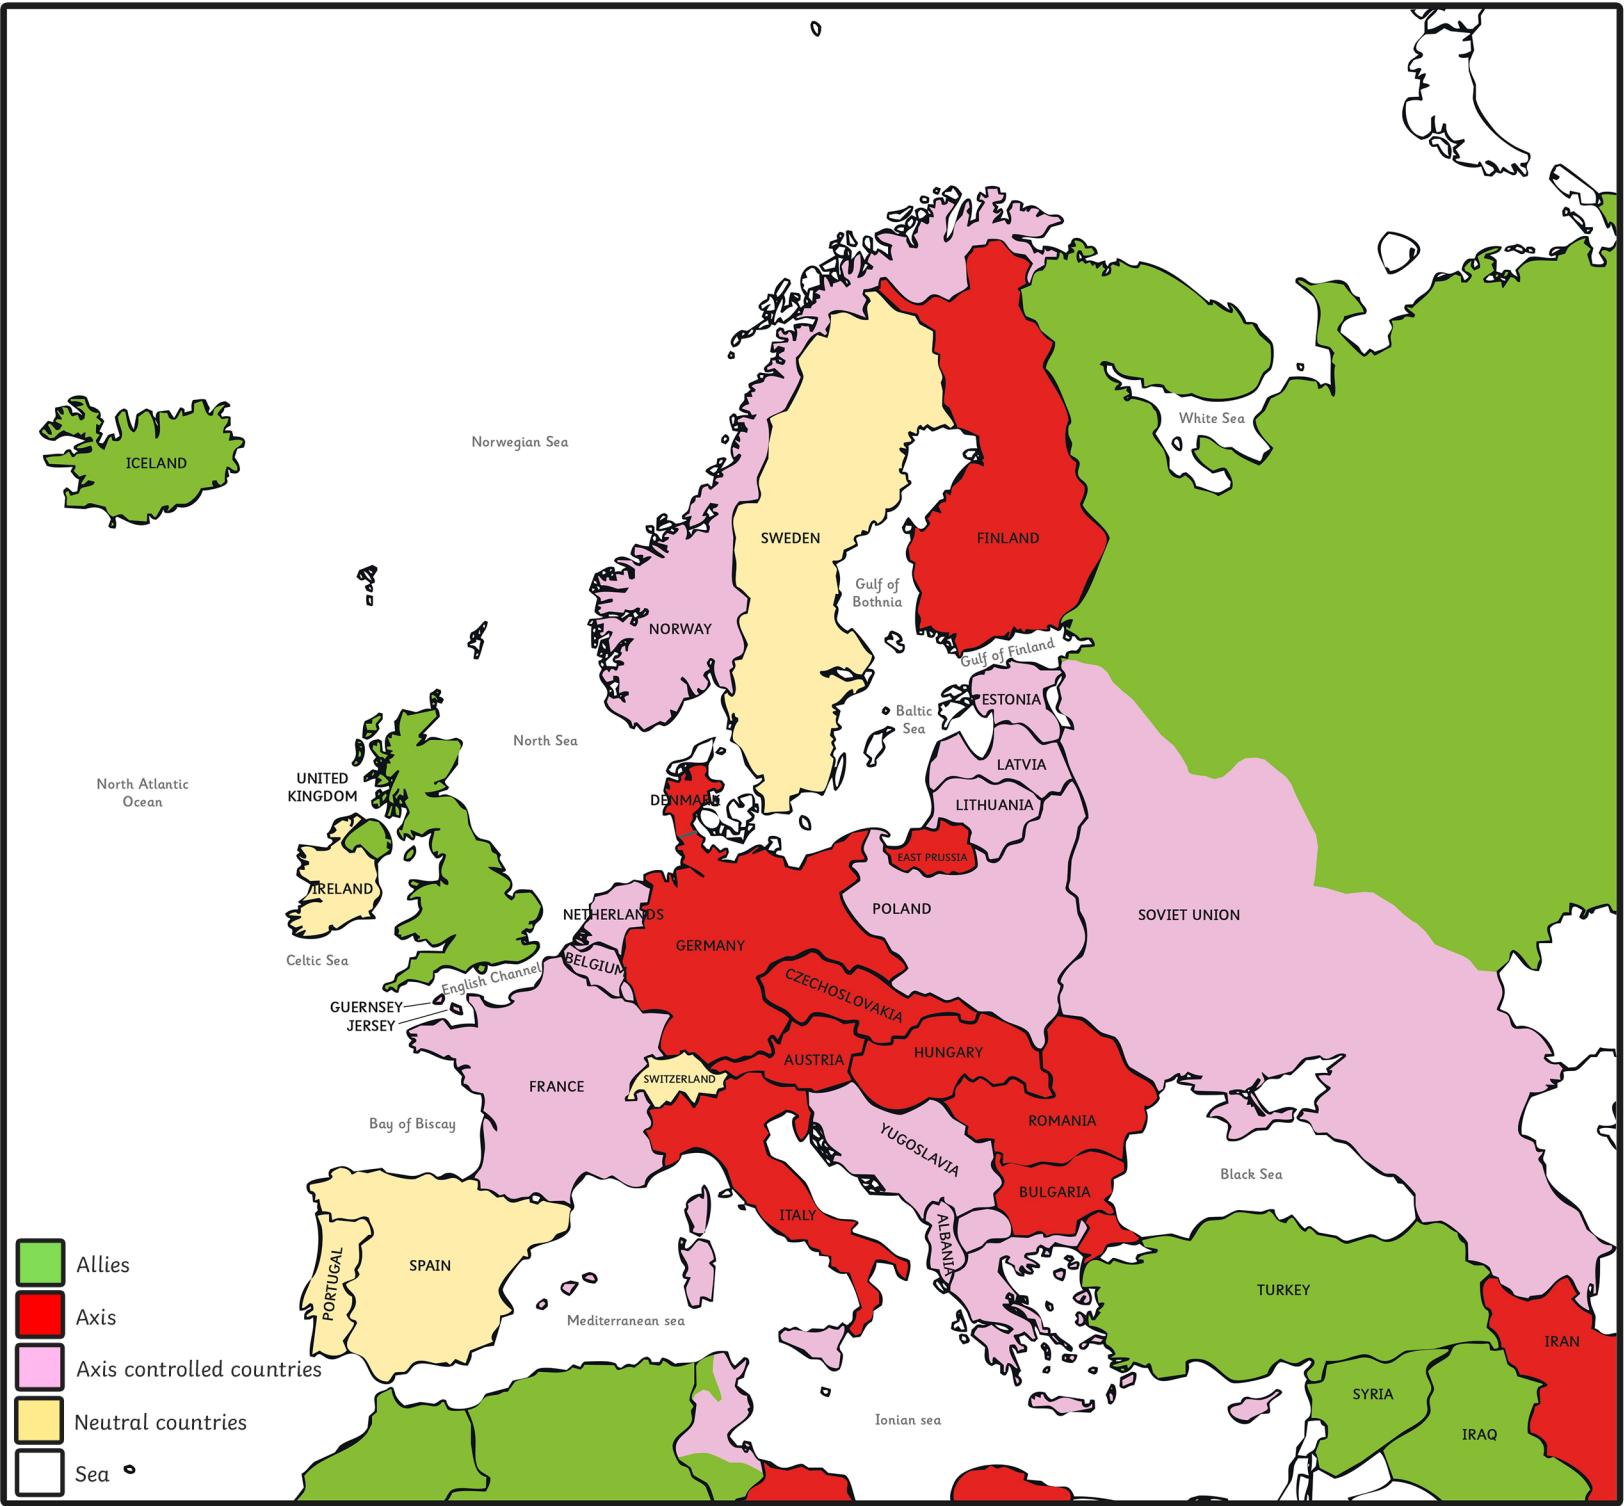 ICELAND
Norwegian Sea
White Sea
SWEDEN
FINLAND
Gulf of
Bothnia
NORWAY
Gulf of Finland
ESTONIA
Baltic
Sea
North Sea
LATVIA
North Atlantic
Ocean
UNITED
KINGDOM
DENMARK
LITHUANIA
EAST PRUSSIA
IRELAND
NETHERLANDS
POLAND
SOVIET UNION
GERMANY
Celtic Sea
BELGIUM
English Channel
CZECHOSLOVAKIA
GUERNSEY
JERSEY
HUNGARY
AUSTRIA
SWITZERLAND
FRANCE
ROMANIA
Bay of Biscay
YUGOSLAVIA
Black Sea
BULGARIA
ITALY
ALBANIA
SPAIN
PORTUGAL
TURKEY
Mediterranean sea
IRAN
SYRIA
Ionian sea
IRAQ
Allies
Axis
Axis controlled countries
Neutral countries
Sea